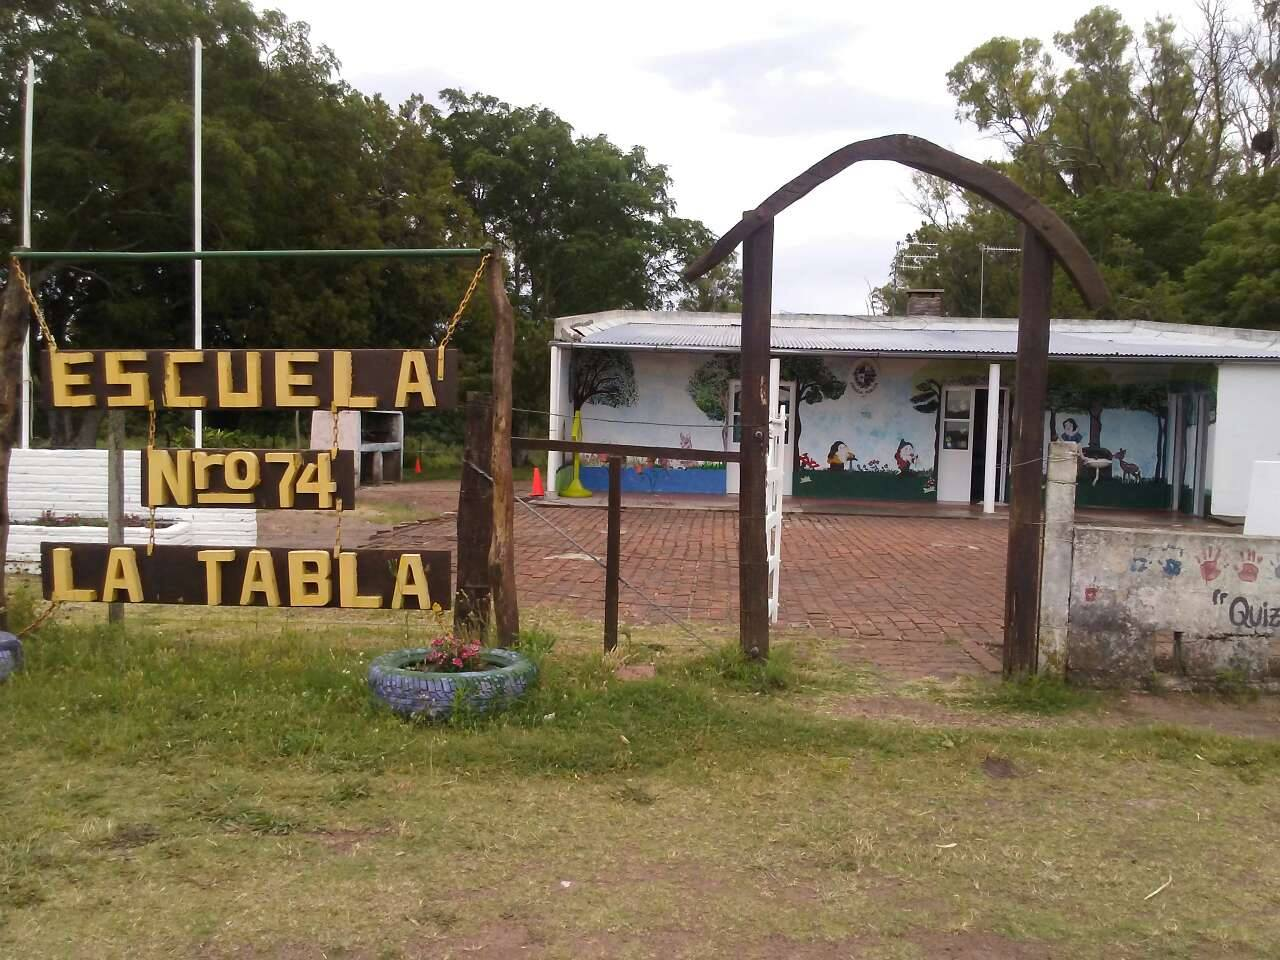 ESCUELA
Nro 74
LA TABLA
"Quiz